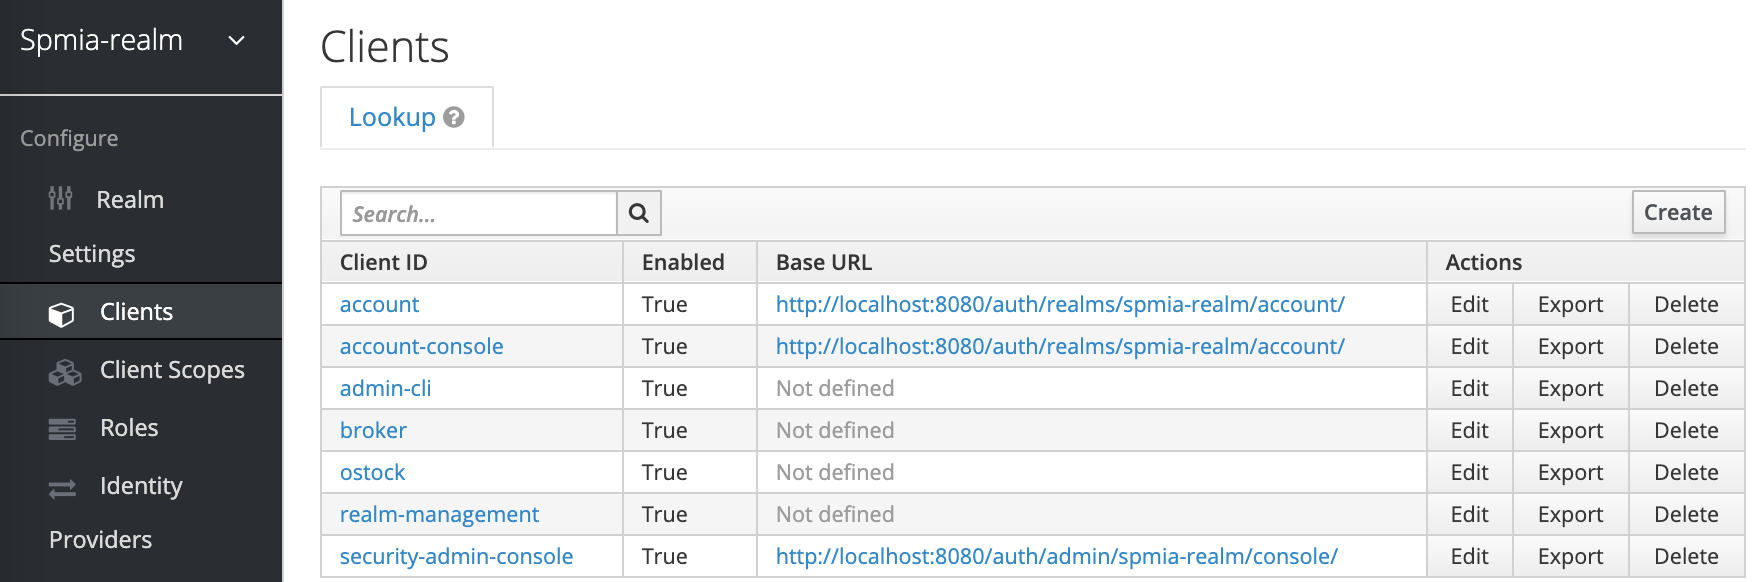 Spmia-realm
Configure
Realm
Settings
Clients
Client Scopes
Roles
Identity
Providers
Clients
Lookup ?
Search...
Create
Client ID Enabled Base URL Actions
account True http://localhost:8080/auth/realms/spmia-realm/account/ Edit Export Delete
account-console True http://localhost:8080/auth/realms/spmia-realm/account/ Edit Export Delete
admin-cli True Not defined Edit Export Delete
broker True Not defined Edit Export Delete
ostock True Not defined Edit Export Delete
realm-management True Not defined Edit Export Delete
security-admin-console True http://localhost:8080/auth/admin/spmia-realm/console/ Edit Export Delete